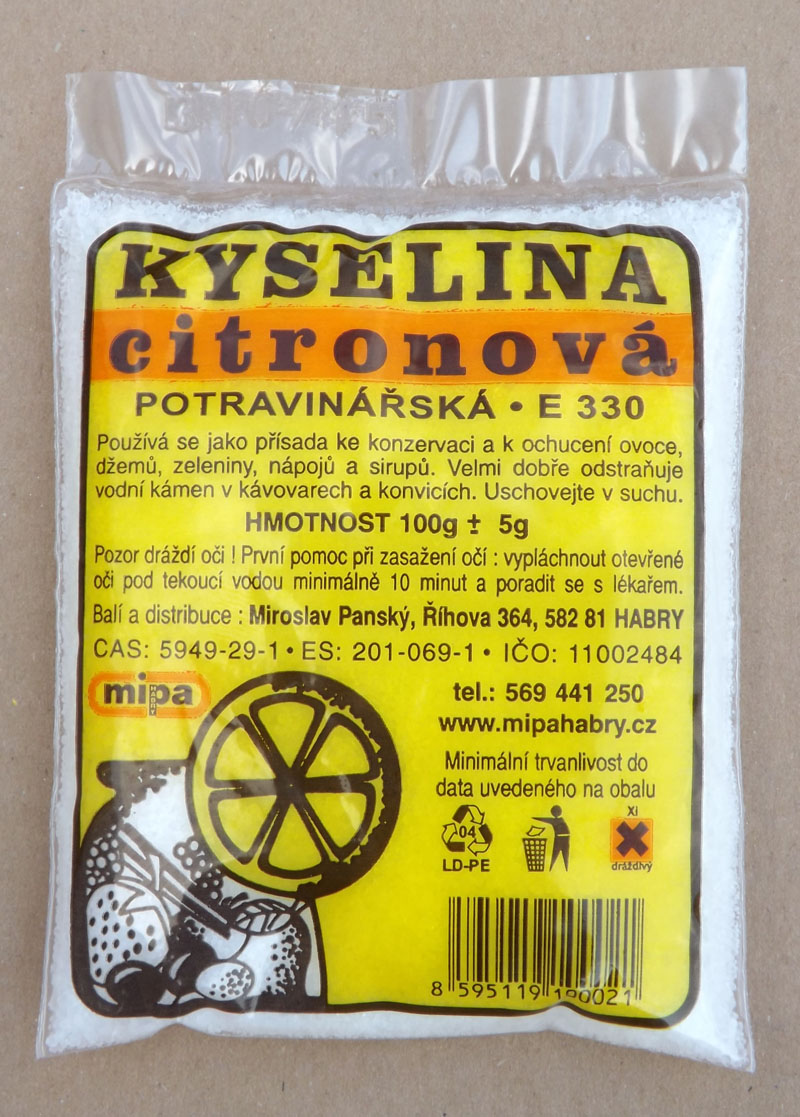 KYSELINA
citronová
POTRAVINÁŘSKÁ • E 330
Používá se jako přísada ke konzervaci a k ochucení ovoce,
džemů, zeleniny, nápojů a sirupů. Velmi dobře odstraňuje
vodní kámen v kávovarech a konvicích. Uschovejte v suchu.
HMOTNOST 100g ± 5g
Pozor dráždí oči ! První pomoc při zasažení očí : vypláchnout otevřené
oči pod tekoucí vodou minimálně 10 minut a poradit se s lékařem.
Balí a distribuce : Miroslav Panský, Říhova 364, 582 81 HABRY
CAS: 5949-29-1 • ES: 201-069-1 • IČO: 11002484
mipa
HABRY
tel.: 569 441 250
www.mipahabry.cz
Minimální trvanlivost do
data uvedeného na obalu
04
LD-PE
Xi
dráždivý
8 595119 190021